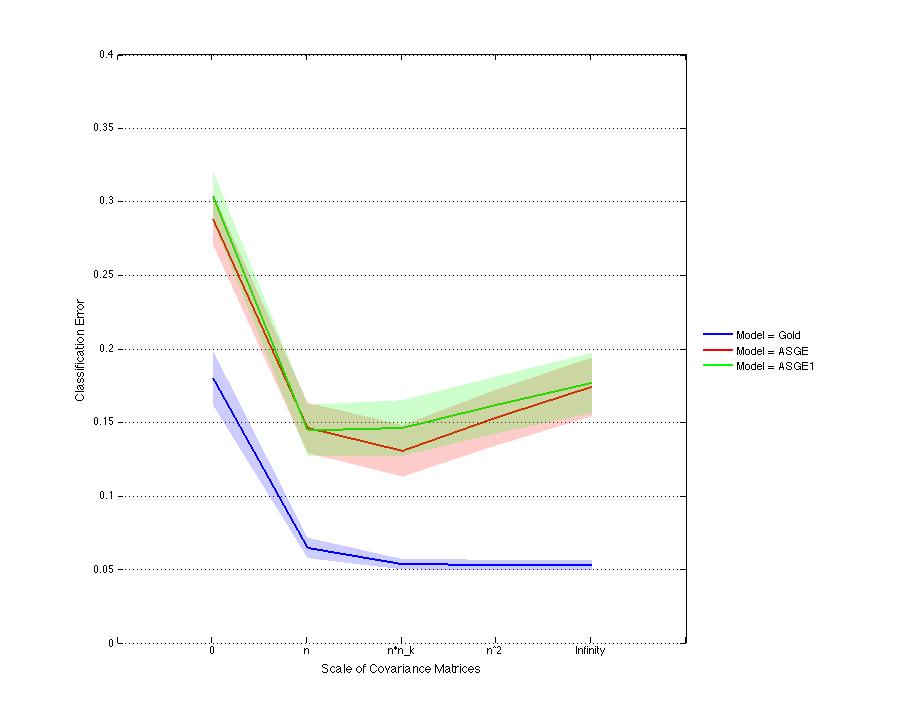 0.4
0.35
0.3
0.25
0.2
0.15
0.1
0.05
0
Classification Error
0 n n*n_k n^2 Infinity
Scale of Covariance Matrices
Model = Gold
Model = ASGE
Model = ASGE1